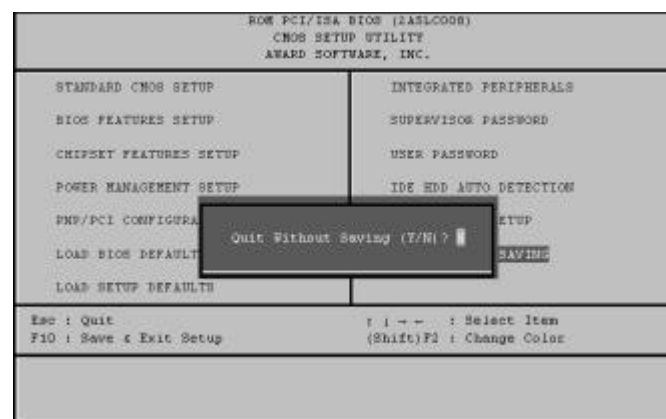 ROM PCI/ISA BIOS (2A5LC008)
CMOS SETUP UTILITY
AWARD SOFTWARE, INC.
STANDARD CMOS SETUP
BIOS FEATURES SETUP
CHIPSET FEATURES SETUP
POWER MANAGEMENT SETUP
PNP/PCI CONFIGURA
LOAD BIOS DEFAULT
LOAD SETUP DEFAULTS
INTEGRATED PERIPHERALS
SUPERVISOR PASSWORD
USER PASSWORD
IDE HDD AUTO DETECTION
ETUP
SAVING
Quit Without Saving (Y/N)?
Esc : Quit
F10 : Save & Exit Setup
↑ ↓ → ← : Select Item
(Shift)F2 : Change Color